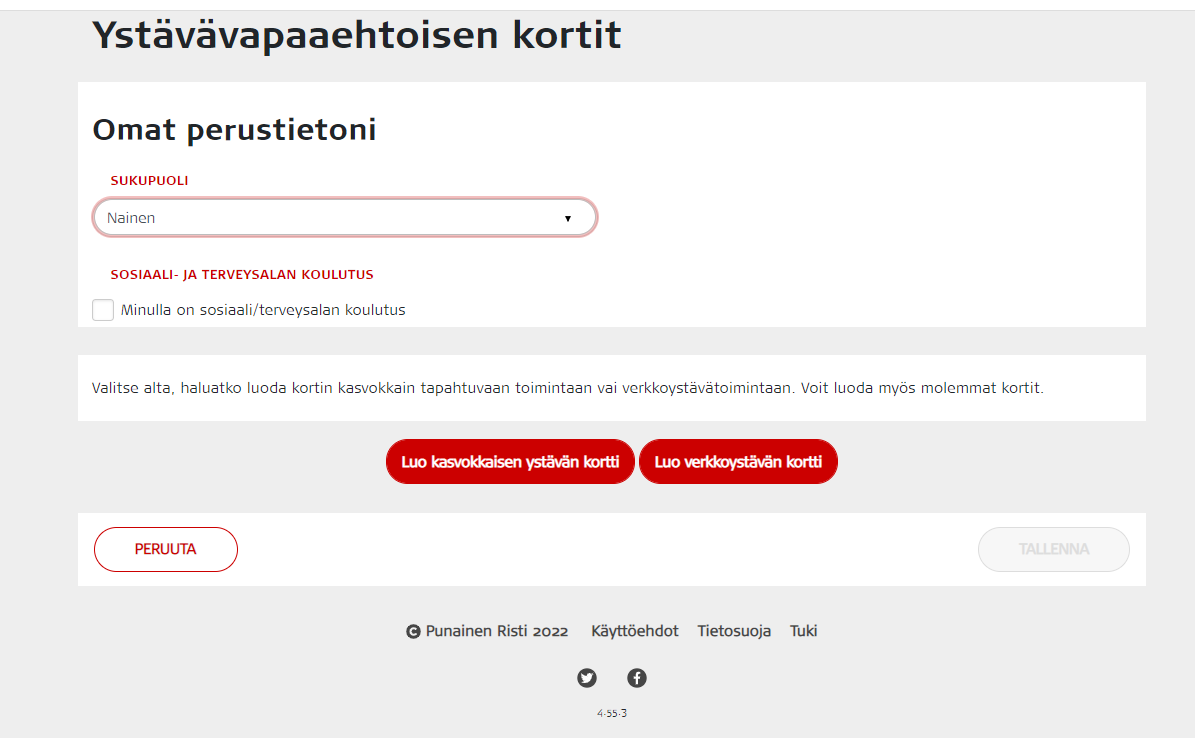 Ystävävapaaehtoisen kortit
Omat perustietoni
SUKUPUOLI
Nainen
SOSIAALI- JA TERVEYSALAN KOULUTUS
Minulla on sosiaali/terveysalan koulutus
Valitse alta, haluatko luoda kortin kasvokkain tapahtuvaan toimintaan vai verkkoystävätoimintaan. Voit luoda myös molemmat kortit.
Luo kasvokkaisen ystävän kortti Luo verkkoystävän kortti
PERUUTA TALLENNA
© Punainen Risti 2022 Käyttöehdot Tietosuoja Tuki
4.55.3